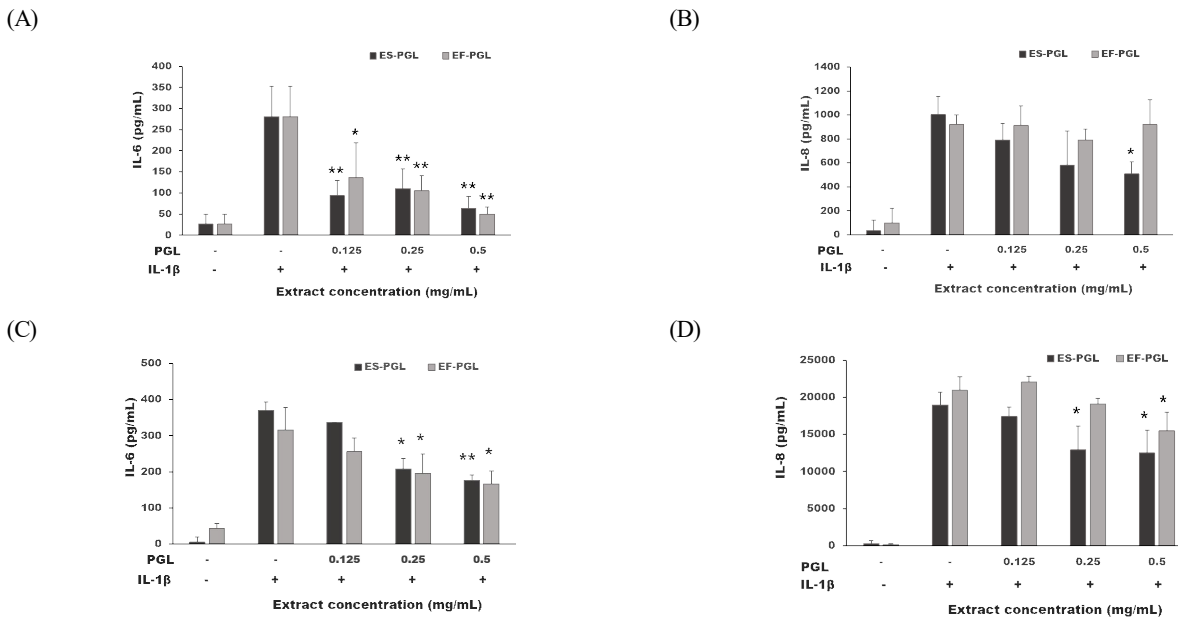 (A)
ES-PGL EF-PGL
IL-6 (pg/mL)
400
350
300
250
200
150
100
50
0
** * ** ** ** **
PGL - - 0.125 0.25 0.5
IL-1β - + + + +
Extract concentration (mg/mL)
(B)
ES-PGL EF-PGL
IL-8 (pg/mL)
1400
1200
1000
800
600
400
200
0
*
PGL - - 0.125 0.25 0.5
IL-1β - + + + +
Extract concentration (mg/mL)
(C)
ES-PGL EF-PGL
IL-6 (pg/mL)
500
400
300
200
100
0
* * ** *
PGL - - 0.125 0.25 0.5
IL-1β - + + + +
Extract concentration (mg/mL)
(D)
ES-PGL EF-PGL
IL-8 (pg/mL)
25000
20000
15000
10000
5000
0
* * *
PGL - - 0.125 0.25 0.5
IL-1β - + + + +
Extract concentration (mg/mL)